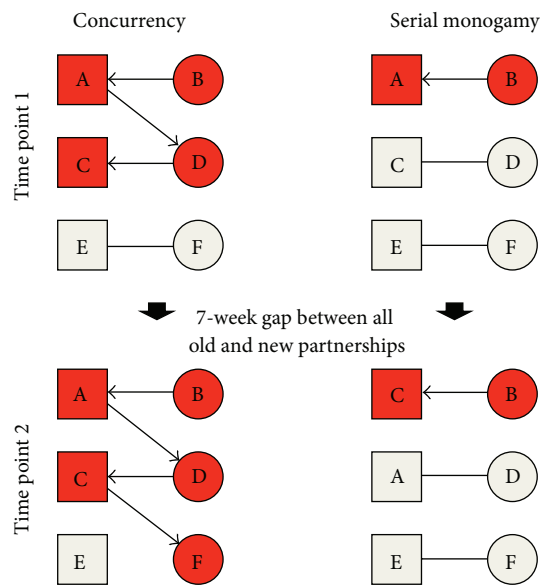 Concurrency
Serial monogamy
Time point 1
A
B
C
D
E
F
A
B
C
D
E
F
7-week gap between all
old and new partnerships
Time point 2
A
B
C
D
E
F
C
B
A
D
E
F